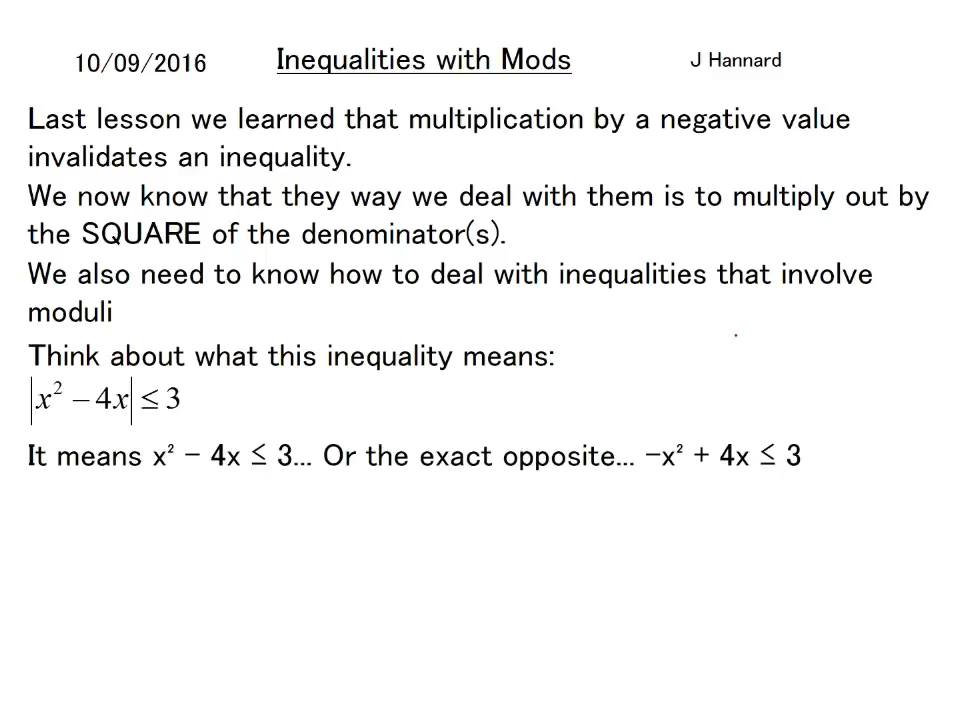 10/09/2016 Inequalities with Mods J Hannard
Last lesson we learned that multiplication by a negative value
invalidates an inequality.
We now know that they way we deal with them is to multiply out by
the SQUARE of the denominator(s).
We also need to know how to deal with inequalities that involve
moduli
Think about what this inequality means:
|x² − 4x| ≤ 3
It means x² − 4x ≤ 3... Or the exact opposite... −x² + 4x ≤ 3